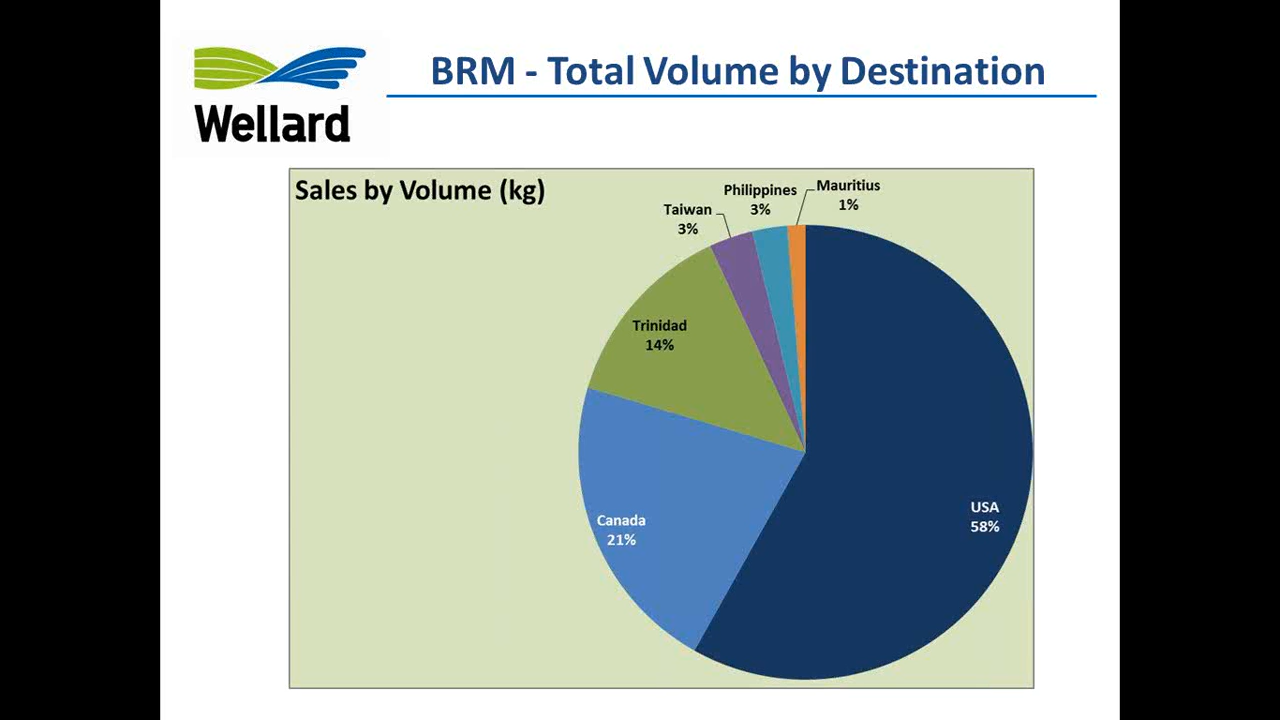 BRM - Total Volume by Destination
Wellard
Sales by Volume (kg)
Mauritius
1%
Philippines
3%
Taiwan
3%
Trinidad
14%
USA
58%
Canada
21%